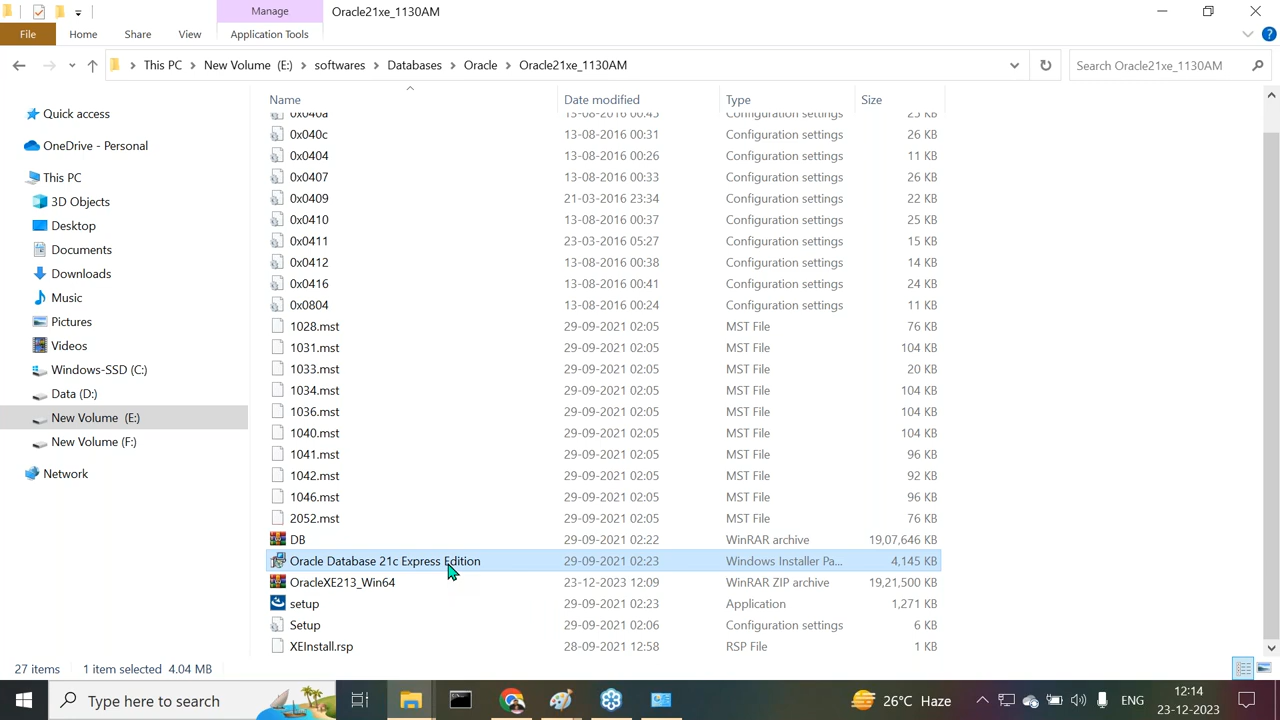 Manage
Oracle21xe_1130AM
File
Home
Share
View
Application Tools
This PC
New Volume (E:)
softwares
Databases
Oracle
Oracle21xe_1130AM
Search Oracle21xe_1130AM
Name
Date modified
Type
Size
Quick access
OneDrive - Personal
This PC
3D Objects
Desktop
Documents
Downloads
Music
Pictures
Videos
Windows-SSD (C:)
Data (D:)
New Volume (E:)
New Volume (F:)
Network
0x040a 13-08-2016 00:45 Configuration settings 25 KB
0x040c 13-08-2016 00:31 Configuration settings 26 KB
0x0404 13-08-2016 00:26 Configuration settings 11 KB
0x0407 13-08-2016 00:33 Configuration settings 26 KB
0x0409 21-03-2016 23:34 Configuration settings 22 KB
0x0410 13-08-2016 00:37 Configuration settings 25 KB
0x0411 23-03-2016 05:27 Configuration settings 15 KB
0x0412 13-08-2016 00:38 Configuration settings 14 KB
0x0416 13-08-2016 00:41 Configuration settings 24 KB
0x0804 13-08-2016 00:24 Configuration settings 11 KB
1028.mst 29-09-2021 02:05 MST File 76 KB
1031.mst 29-09-2021 02:05 MST File 104 KB
1033.mst 29-09-2021 02:05 MST File 20 KB
1034.mst 29-09-2021 02:05 MST File 104 KB
1036.mst 29-09-2021 02:05 MST File 104 KB
1040.mst 29-09-2021 02:05 MST File 104 KB
1041.mst 29-09-2021 02:05 MST File 96 KB
1042.mst 29-09-2021 02:05 MST File 92 KB
1046.mst 29-09-2021 02:05 MST File 96 KB
2052.mst 29-09-2021 02:05 MST File 76 KB
DB 29-09-2021 02:22 WinRAR archive 19,07,646 KB
Oracle Database 21c Express Edition 29-09-2021 02:23 Windows Installer Pa... 4,145 KB
OracleXE213_Win64 23-12-2023 12:09 WinRAR ZIP archive 19,21,500 KB
setup 29-09-2021 02:23 Application 1,271 KB
Setup 29-09-2021 02:06 Configuration settings 6 KB
XEInstall.rsp 28-09-2021 12:58 RSP File 1 KB
27 items 1 item selected 4.04 MB
Type here to search
26°C Haze
ENG
12:14
23-12-2023